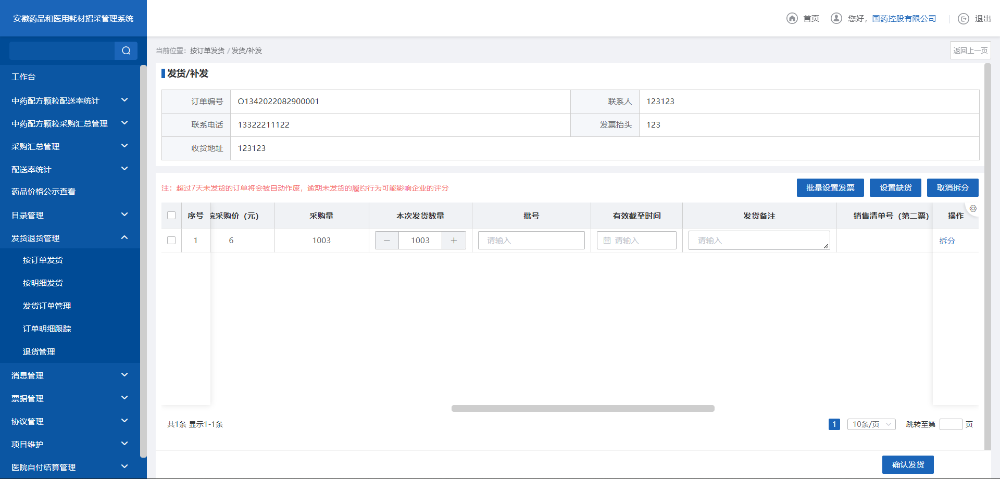 安徽药品和医用耗材招采管理系统
首页
您好，国药控股有限公司
退出
当前位置：按订单发货 / 发货/补发
返回上一页
工作台
中药配方颗粒配送率统计
中药配方颗粒采购汇总管理
采购汇总管理
配送率统计
药品价格公示查看
目录管理
发货退货管理
按订单发货
按明细发货
发货订单管理
订单明细跟踪
退货管理
消息管理
票据管理
协议管理
项目维护
医院自付结算管理
发货/补发
订单编号 O1342022082900001 联系人 123123
联系电话 13322211122 发票抬头 123
收货地址 123123
注：超过7天未发货的订单将会被自动作废，逾期未发货的履约行为可能影响企业的评分
批量设置发票 设置缺货 取消拆分
序号 采购价（元） 采购量 本次发货数量 批号 有效截至时间 发货备注 销售清单号（第二票） 操作
1 6 1003 1003 请输入 请输入 请输入 拆分
共1条 显示1-1条
1 10条/页 跳转至第 页
确认发货